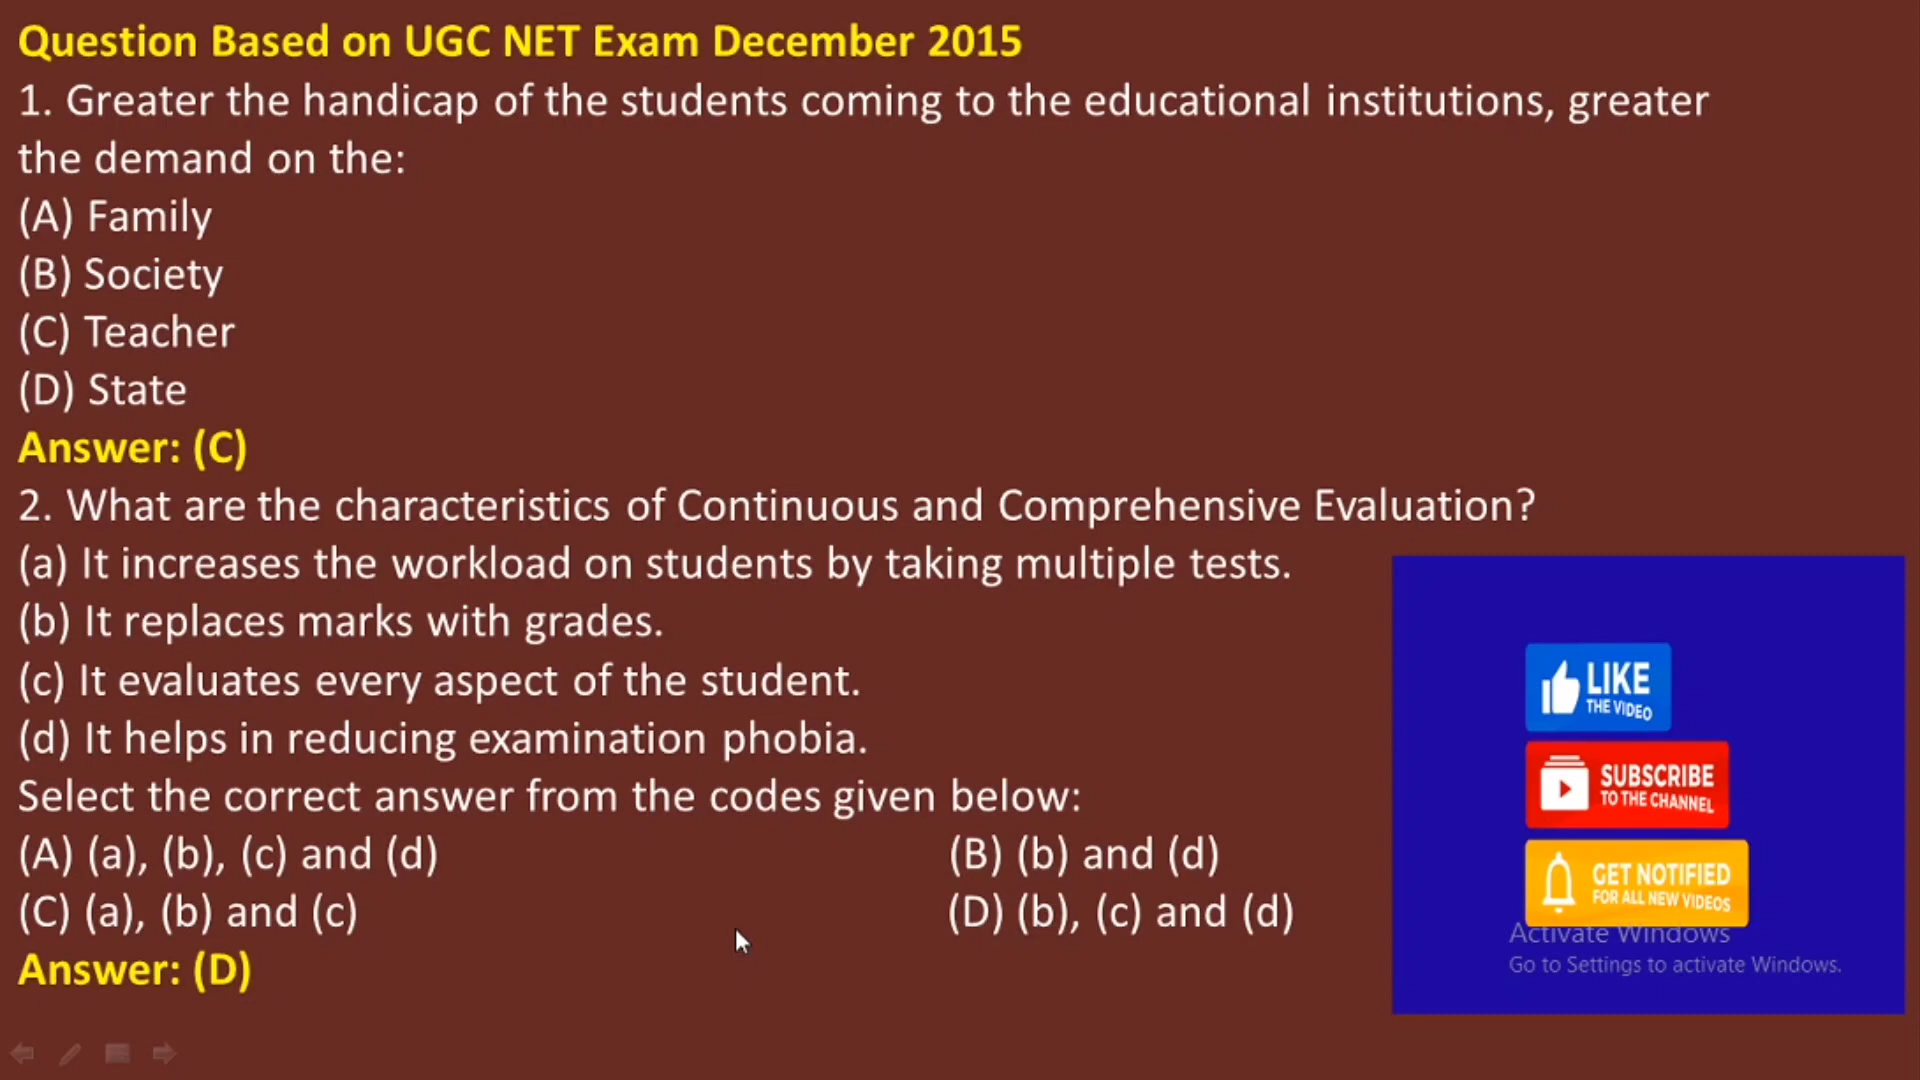 Question Based on UGC NET Exam December 2015
1. Greater the handicap of the students coming to the educational institutions, greater
the demand on the:
(A) Family
(B) Society
(C) Teacher
(D) State
Answer: (C)
2. What are the characteristics of Continuous and Comprehensive Evaluation?
(a) It increases the workload on students by taking multiple tests.
(b) It replaces marks with grades.
(c) It evaluates every aspect of the student.
(d) It helps in reducing examination phobia.
Select the correct answer from the codes given below:
(A) (a), (b), (c) and (d) (B) (b) and (d)
(C) (a), (b) and (c) (D) (b), (c) and (d)
Answer: (D)
LIKE
THE VIDEO
SUBSCRIBE
TO THE CHANNEL
GET NOTIFIED
FOR ALL NEW VIDEOS
Activate Windows
Go to Settings to activate Windows.